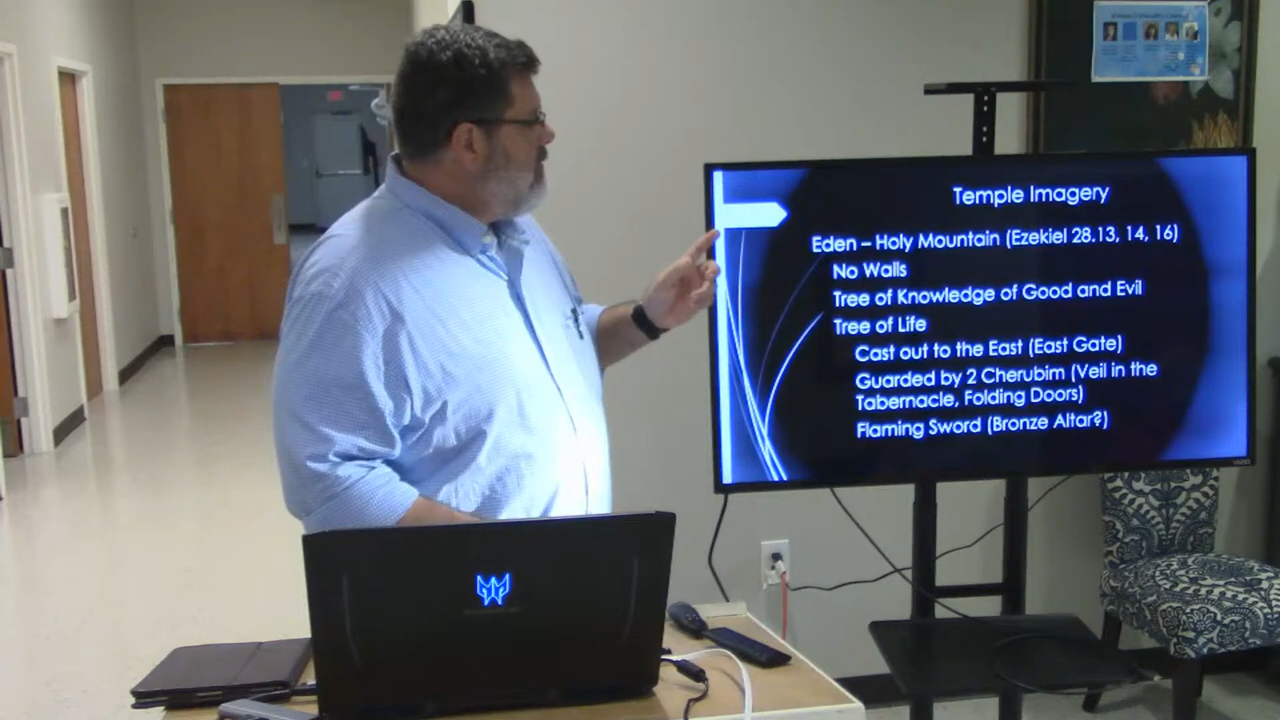 Temple Imagery
Eden – Holy Mountain (Ezekiel 28.13, 14, 16)
No Walls
Tree of Knowledge of Good and Evil
Tree of Life
Cast out to the East (East Gate)
Guarded by 2 Cherubim (Veil in the
Tabernacle, Folding Doors)
Flaming Sword (Bronze Altar?)
VIZIO